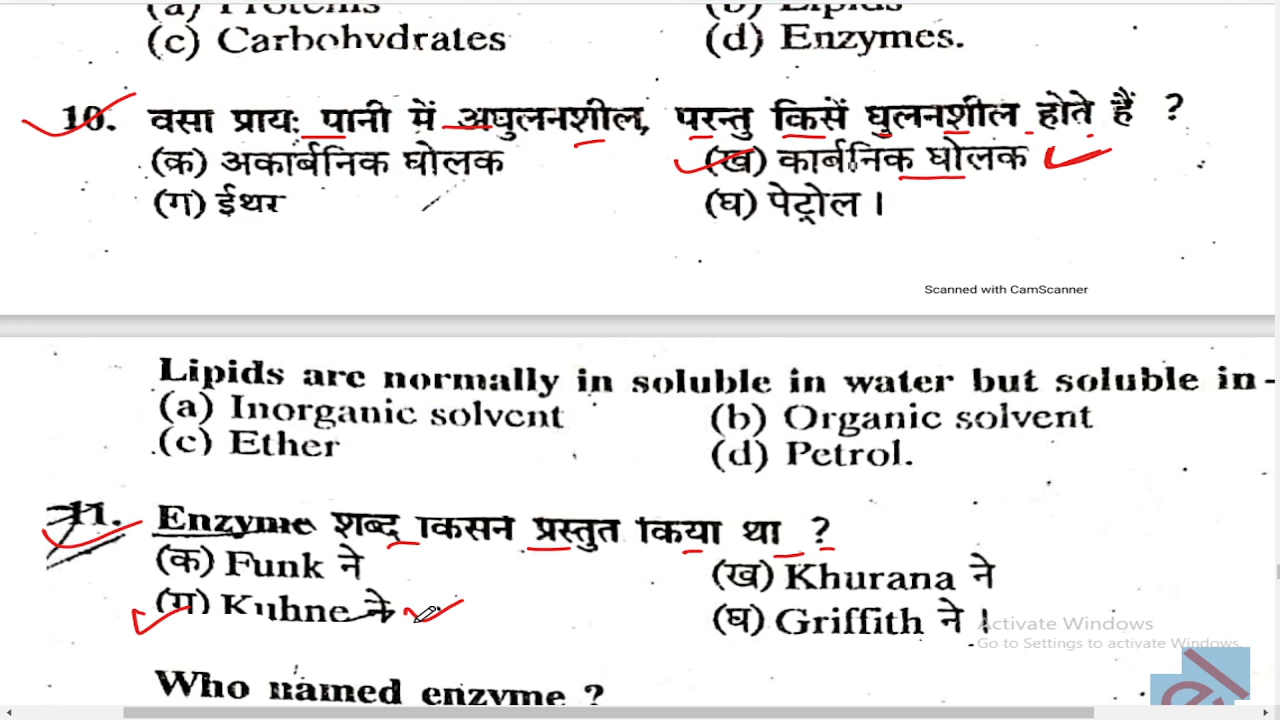 (a) Proteins (b) Lipids
(c) Carbohydrates (d) Enzymes.
10. वसा प्रायः पानी में अघुलनशील, परन्तु किसें घुलनशील होते हैं ?
(क) अकार्बनिक घोलक (ख) कार्बनिक घोलक
(ग) ईथर (घ) पेट्रोल ।
Scanned with CamScanner
Lipids are normally in soluble in water but soluble in-
(a) Inorganic solvent (b) Organic solvent
(c) Ether (d) Petrol.
11. Enzyme शब्द किसने प्रस्तुत किया था ?
(क) Funk ने (ख) Khurana ने
(ग) Kuhne ने (घ) Griffith ने ।
Activate Windows
Go to Settings to activate Windows.
Who named enzyme ?